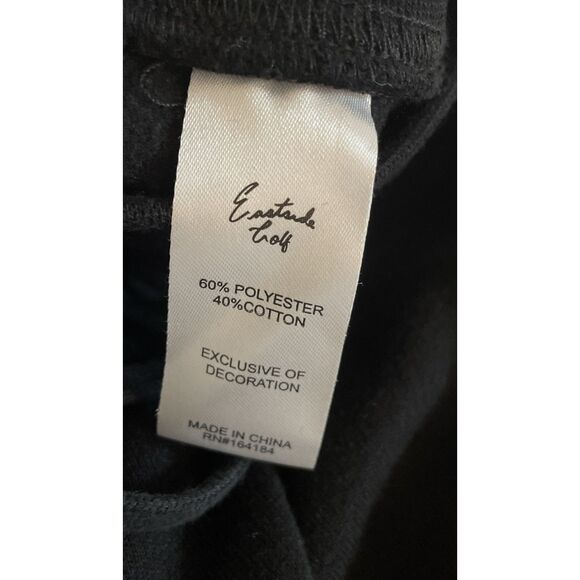 Eastside
Golf
60% POLYESTER
40%COTTON
EXCLUSIVE OF
DECORATION
MADE IN CHINA
RN#164184